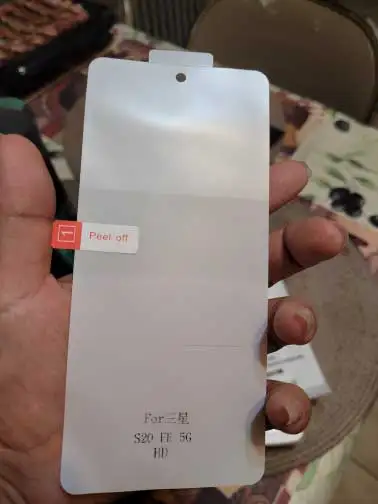 1
Peel off
For三星
S20 FE 5G
HD